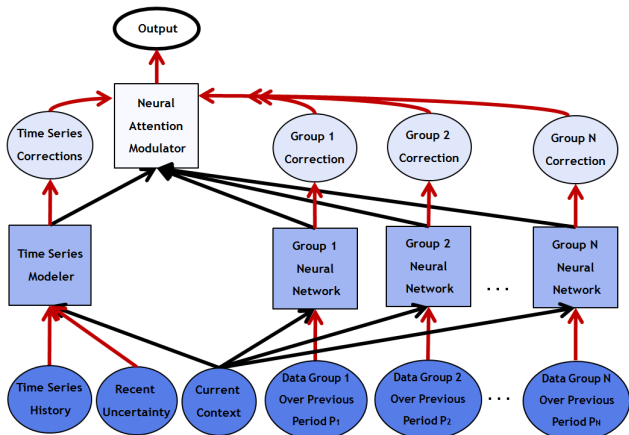 Output
Time Series
Corrections
Neural
Attention
Modulator
Group 1
Correction
Group 2
Correction
Group N
Correction
Time Series
Modeler
Group 1
Neural
Network
Group 2
Neural
Network
. . .
Group N
Neural
Network
Time Series
History
Recent
Uncertainty
Current
Context
Data Group 1
Over Previous
Period P₁
Data Group 2
Over Previous
Period P₂
. . .
Data Group N
Over Previous
Period Pɴ